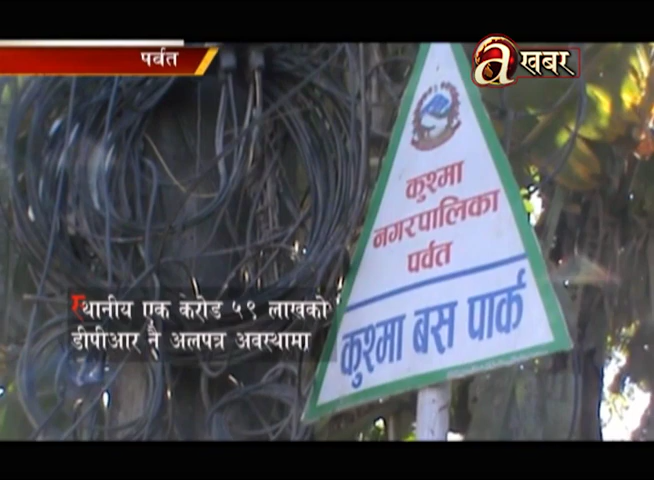 पर्वत
खबर
कुश्मा
नगरपालिका
पर्वत
कुश्मा बस पार्क
स्थानीय एक करोड ५९ लाखको
डीपीआर नै अलपत्र अवस्थामा